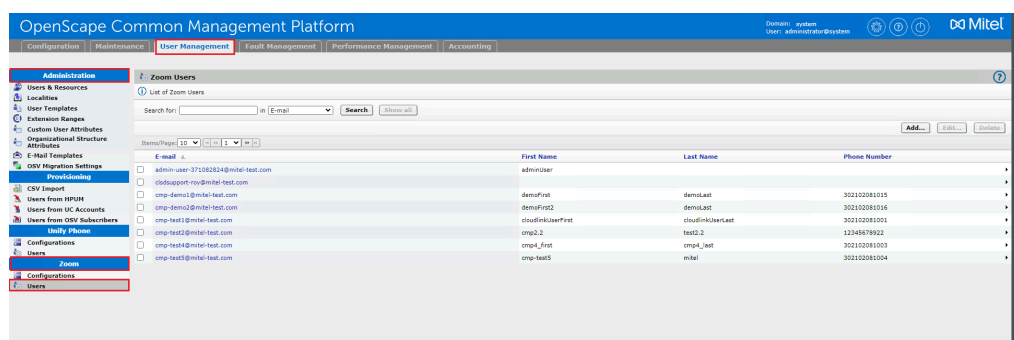 OpenScape Common Management Platform
Domain: system
User: administrator@system
Mitel
Configuration Maintenance User Management Fault Management Performance Management Accounting
Administration
Users & Resources
Localities
User Templates
Extension Ranges
Custom User Attributes
Organizational Structure
Attributes
E-Mail Templates
OSV Migration Settings
Provisioning
CSV Import
Users from HPUM
Users from UC Accounts
Users from OSV Subscribers
Unify Phone
Configurations
Users
Zoom
Configurations
Users
Zoom Users
List of Zoom Users
Search for: in E-mail Search Show all
Add... Edit... Delete
Items/Page: 10 1
E-mail First Name Last Name Phone Number
admin-user-371082824@mitel-test.com adminUser
clsdsupport-roy@mitel-test.com
cmp-demo1@mitel-test.com demoFirst demoLast 302102081015
cmp-demo2@mitel-test.com demoFirst2 demoLast 302102081016
cmp-test1@mitel-test.com cloudlinkUserFirst cloudlinkUserLast 302102081001
cmp-test2@mitel-test.com cmp2.2 test2.2 12345678922
cmp-test4@mitel-test.com cmp4_first cmp4_last 302102081003
cmp-test5@mitel-test.com cmp-test5 mitel 302102081004